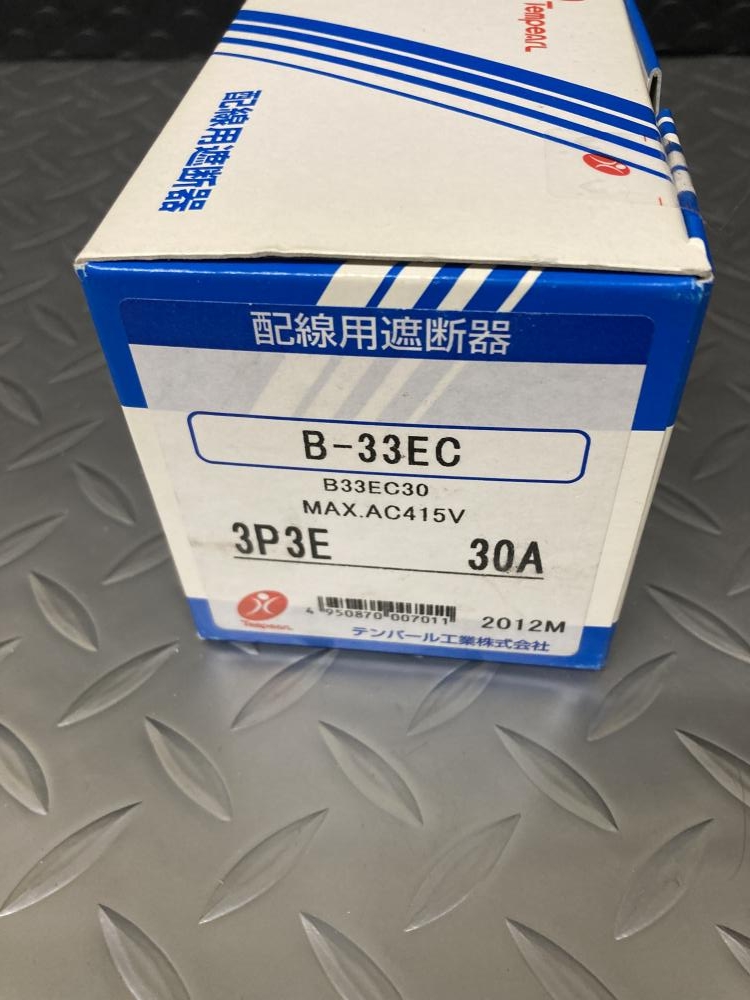 Tempearl
配線用遮断器
配線用遮断器
B-33EC
B33EC30
MAX.AC415V
3P3E 30A
Tempearl
4 950870 007011
2012M
テンパール工業株式会社